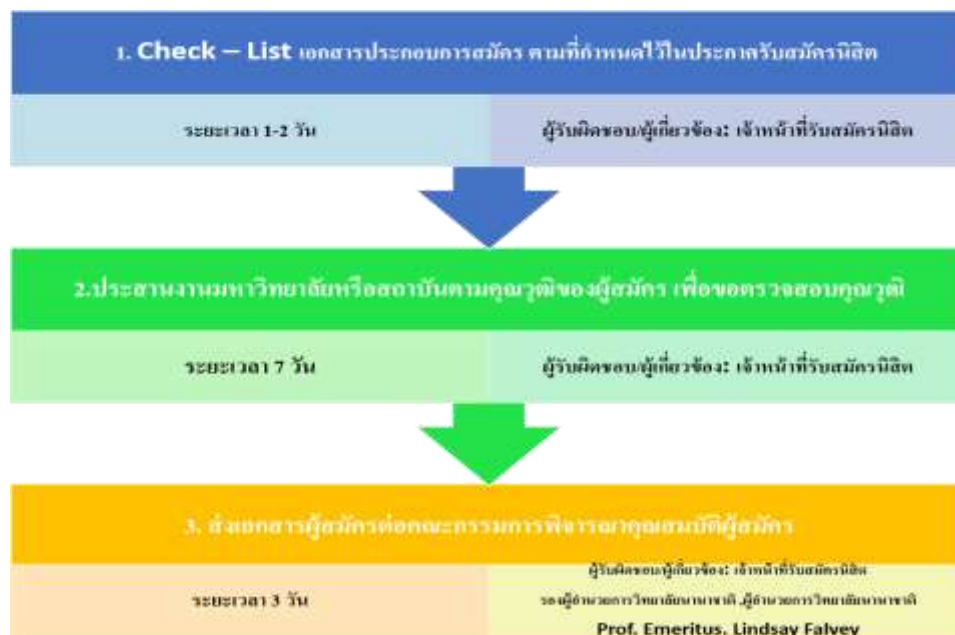 1. Check – List เอกสารประกอบการสมัคร ตามที่กำหนดไว้ในประกาศรับสมัครนิสิต
ระยะเวลา 1-2 วัน
ผู้รับผิดชอบ/ผู้เกี่ยวข้อง: เจ้าหน้าที่รับสมัครนิสิต
2.ประสานงานมหาวิทยาลัยหรือสถาบันตามคุณวุฒิของผู้สมัคร เพื่อขอตรวจสอบคุณวุฒิ
ระยะเวลา 7 วัน
ผู้รับผิดชอบ/ผู้เกี่ยวข้อง: เจ้าหน้าที่รับสมัครนิสิต
3. ส่งเอกสารผู้สมัครต่อคณะกรรมการพิจารณาคุณสมบัติผู้สมัคร
ระยะเวลา 3 วัน
ผู้รับผิดชอบ/ผู้เกี่ยวข้อง: เจ้าหน้าที่รับสมัครนิสิต
รองผู้อำนวยการวิทยาลัยนานาชาติ ,ผู้อำนวยการวิทยาลัยนานาชาติ
Prof. Emeritus. Lindsay Falvey